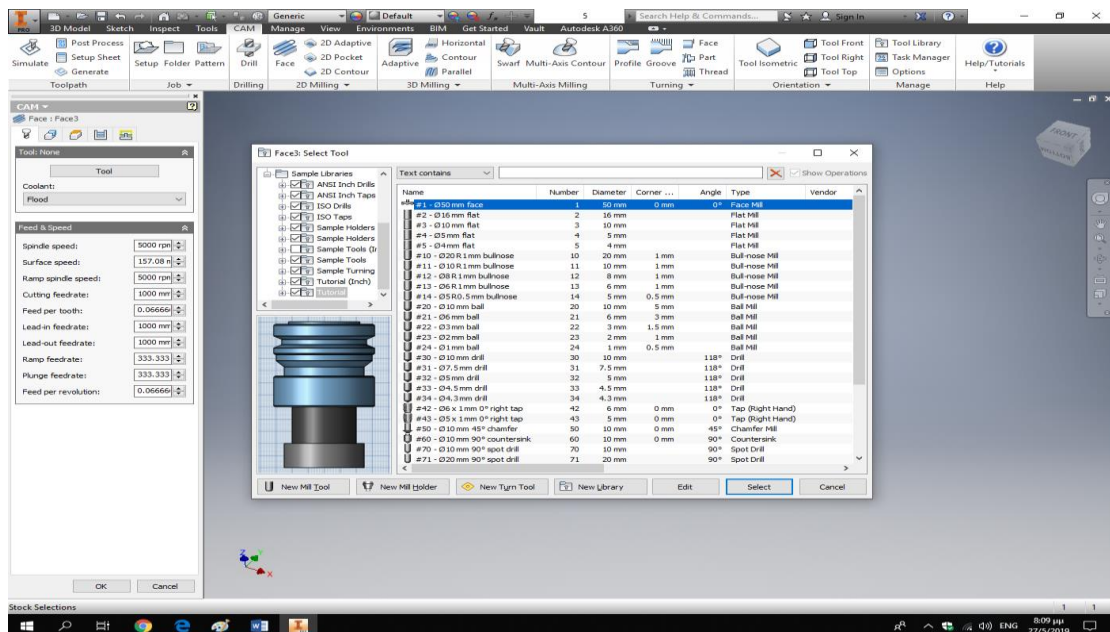 PRO
Generic
Default
5
Search Help & Commands...
Sign In
3D Model Sketch Inspect Tools CAM Manage View Environments BIM Get Started Vault Autodesk A360
Simulate
Post Process
Setup Sheet
Generate
Setup Folder Pattern
Drill
Face
2D Adaptive
2D Pocket
2D Contour
Adaptive
Horizontal
Contour
Parallel
Swarf Multi-Axis Contour
Profile Groove
Face
Part
Thread
Tool Isometric
Tool Front
Tool Right
Tool Top
Tool Library
Task Manager
Options
Help/Tutorials
Toolpath Job Drilling 2D Milling 3D Milling Multi-Axis Milling Turning Orientation Manage Help
CAM
Face : Face3
Tool: None
Tool
Coolant:
Flood
Feed & Speed
Spindle speed: 5000 rpn
Surface speed: 157.08 n
Ramp spindle speed: 5000 rpn
Cutting feedrate: 1000 mrr
Feed per tooth: 0.06666
Lead-in feedrate: 1000 mrr
Lead-out feedrate: 1000 mrr
Ramp feedrate: 333.333
Plunge feedrate: 333.333
Feed per revolution: 0.06666
OK Cancel
Face3: Select Tool
Sample Libraries
ANSI Inch Drills
ANSI Inch Taps
ISO Drills
ISO Taps
Sample Holders
Sample Holders
Sample Tools (Ir
Sample Tools
Sample Turning
Tutorial (Inch)
Tutorial
Text contains
Show Operations
Name Number Diameter Corner ... Angle Type Vendor
#1 - Ø50 mm face 1 50 mm 0 mm 0° Face Mill
#2 - Ø16 mm flat 2 16 mm Flat Mill
#3 - Ø10 mm flat 3 10 mm Flat Mill
#4 - Ø5 mm flat 4 5 mm Flat Mill
#5 - Ø4 mm flat 5 4 mm Flat Mill
#10 - Ø20 R1 mm bullnose 10 20 mm 1 mm Bull-nose Mill
#11 - Ø10 R1 mm bullnose 11 10 mm 1 mm Bull-nose Mill
#12 - Ø8 R1 mm bullnose 12 8 mm 1 mm Bull-nose Mill
#13 - Ø6 R1 mm bullnose 13 6 mm 1 mm Bull-nose Mill
#14 - Ø5 R0.5 mm bullnose 14 5 mm 0.5 mm Bull-nose Mill
#20 - Ø10 mm ball 20 10 mm 5 mm Ball Mill
#21 - Ø6 mm ball 21 6 mm 3 mm Ball Mill
#22 - Ø3 mm ball 22 3 mm 1.5 mm Ball Mill
#23 - Ø2 mm ball 23 2 mm 1 mm Ball Mill
#24 - Ø1 mm ball 24 1 mm 0.5 mm Ball Mill
#30 - Ø10 mm drill 30 10 mm 118° Drill
#31 - Ø7.5 mm drill 31 7.5 mm 118° Drill
#32 - Ø5 mm drill 32 5 mm 118° Drill
#33 - Ø4.5 mm drill 33 4.5 mm 118° Drill
#34 - Ø4.3 mm drill 34 4.3 mm 118° Drill
#42 - Ø6 x 1 mm 0° right tap 42 6 mm 0 mm 0° Tap (Right Hand)
#43 - Ø5 x 1 mm 0° right tap 43 5 mm 0 mm 0° Tap (Right Hand)
#50 - Ø10 mm 45° chamfer 50 10 mm 0 mm 45° Chamfer Mill
#60 - Ø10 mm 90° countersink 60 10 mm 0 mm 90° Countersink
#70 - Ø10 mm 90° spot drill 70 10 mm 90° Spot Drill
#71 - Ø20 mm 90° spot drill 71 20 mm 90° Spot Drill
New Mill Tool New Mill Holder New Turn Tool New Library Edit Select Cancel
FRONT
Z Y
X
Stock Selections
1 1
ENG
8:09 μμ
27/5/2019